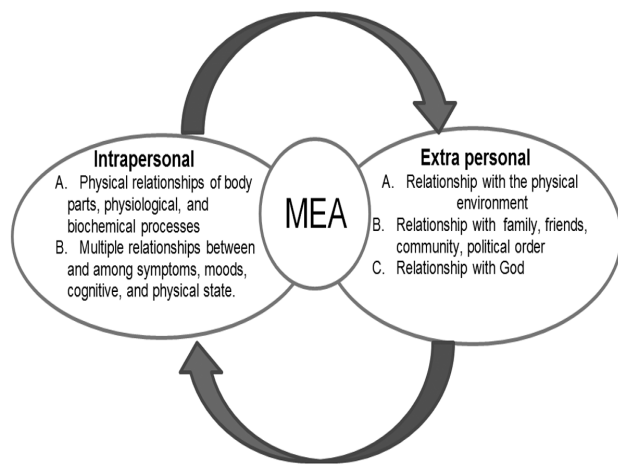 Intrapersonal
A. Physical relationships of body
parts, physiological, and
biochemical processes
B. Multiple relationships between
and among symptoms, moods,
cognitive, and physical state.
MEA
Extra personal
A. Relationship with the physical
environment
B. Relationship with family, friends,
community, political order
C. Relationship with God